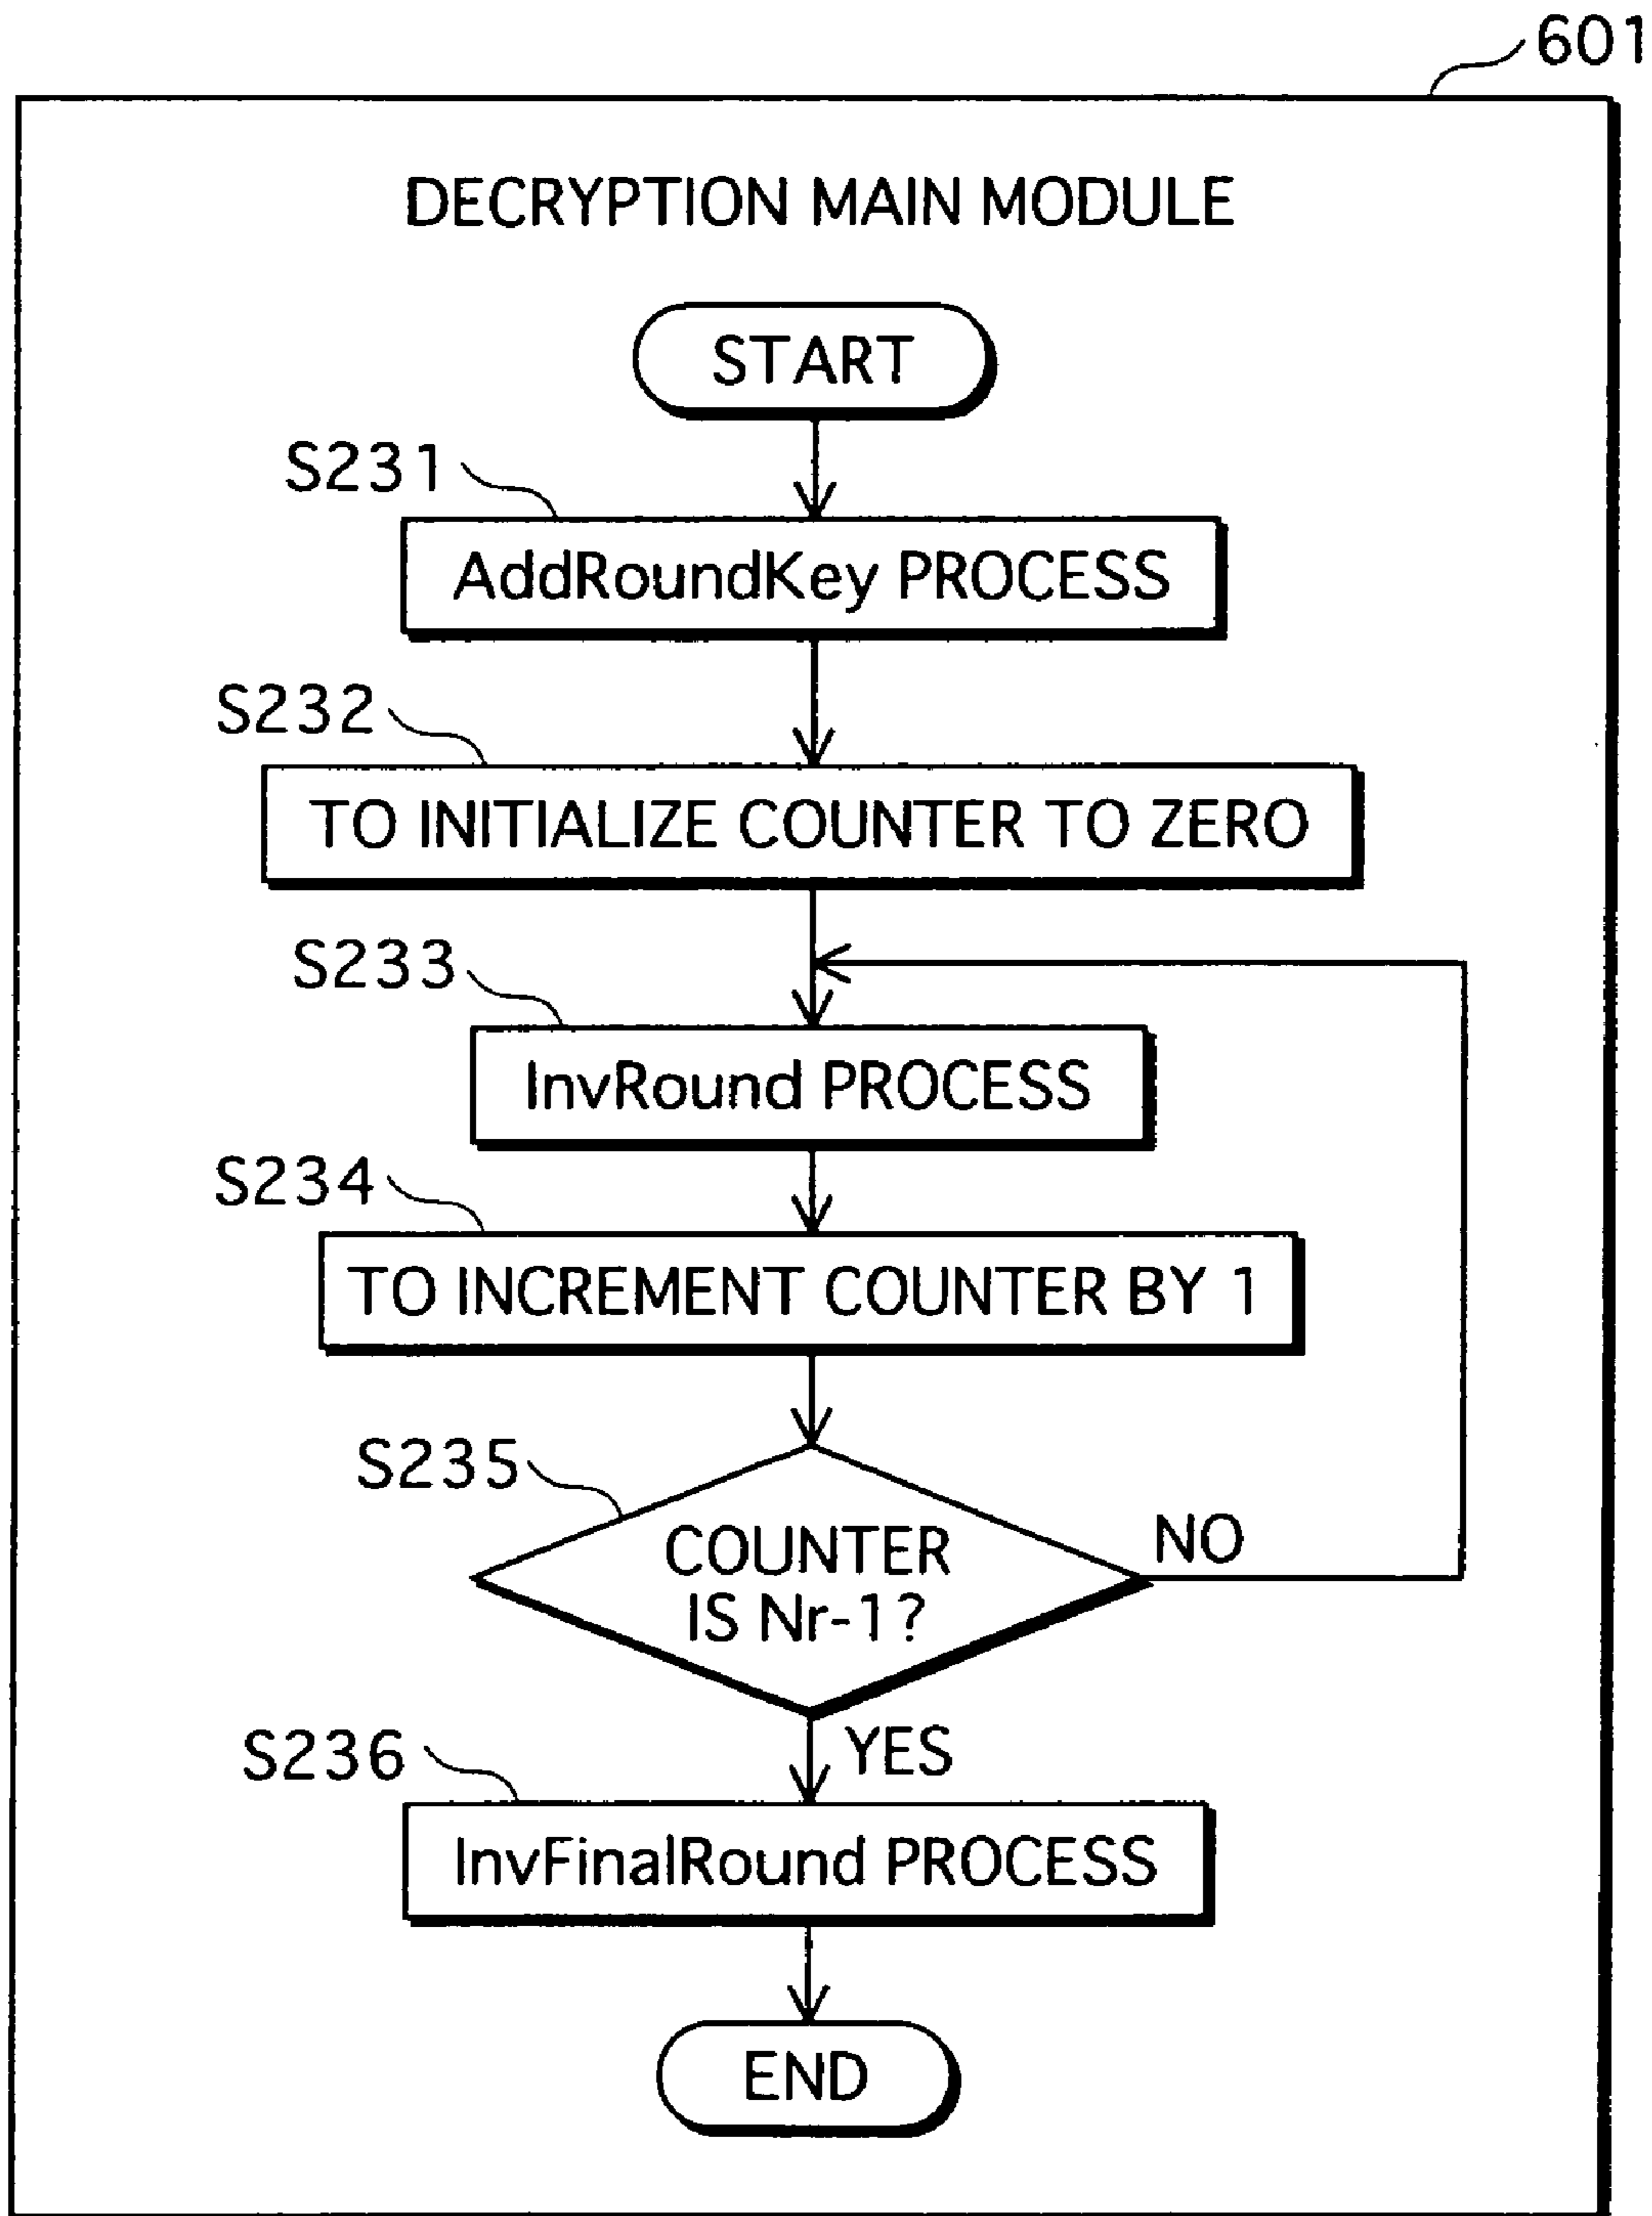 601
DECRYPTION MAIN MODULE
START
S231
AddRoundKey PROCESS
S232
TO INITIALIZE COUNTER TO ZERO
S233
InvRound PROCESS
S234
TO INCREMENT COUNTER BY 1
S235
COUNTER
IS Nr-1?
NO
YES
S236
InvFinalRound PROCESS
END